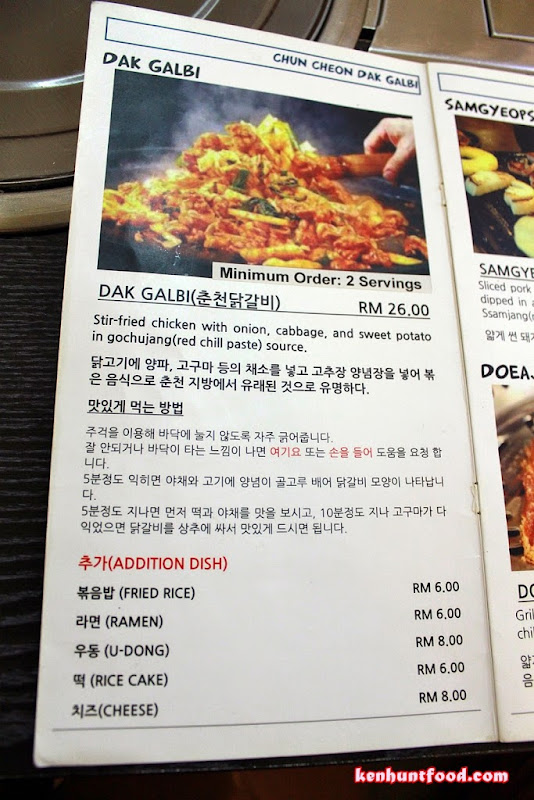 CHUN CHEON DAK GALBI
DAK GALBI
Minimum Order: 2 Servings
DAK GALBI(춘천닭갈비) RM 26.00
Stir-fried chicken with onion, cabbage, and sweet potato
in gochujang(red chill paste) source.
닭고기에 양파, 고구마 등의 채소를 넣고 고추장 양념장을 넣어 볶
은 음식으로 춘천 지방에서 유래된 것으로 유명하다.
맛있게 먹는 방법
주걱을 이용해 바닥에 눌지 않도록 자주 긁어줍니다.
잘 안되거나 바닥이 타는 느낌이 나면 여기요 또는 손을 들어 도움을 요청 합
니다.
5분정도 익히면 야채와 고기에 양념이 골고루 배어 닭갈비 모양이 나타납니
다.
5분정도 지나면 먼저 떡과 야채를 맛을 보시고, 10분정도 지나 고구마가 다
익었으면 닭갈비를 상추에 싸서 맛있게 드시면 됩니다.
추가(ADDITION DISH)
볶음밥 (FRIED RICE) RM 6.00
라면 (RAMEN) RM 6.00
우동 (U-DONG) RM 8.00
떡 (RICE CAKE) RM 6.00
치즈(CHEESE) RM 8.00
SAMGYEOPS
SAMGYE
Sliced pork
dipped in a
Ssamjang(r
얇게 썬 돼지
DOEAJ
DO
Gril
chil
얇
음
kenhuntfood.com